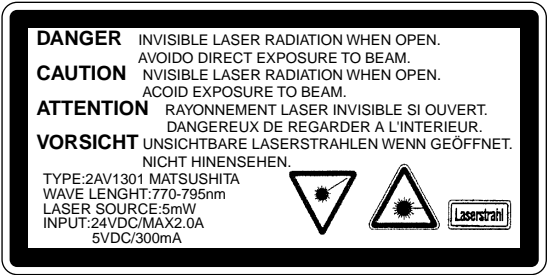 DANGER INVISIBLE LASER RADIATION WHEN OPEN.
AVOIDO DIRECT EXPOSURE TO BEAM.
CAUTION NVISIBLE LASER RADIATION WHEN OPEN.
ACOID EXPOSURE TO BEAM.
ATTENTION RAYONNEMENT LASER INVISIBLE SI OUVERT.
DANGEREUX DE REGARDER A L'INTERIEUR.
VORSICHT UNSICHTBARE LASERSTRAHLEN WENN GEÖFFNET.
NICHT HINENSEHEN.
TYPE:2AV1301 MATSUSHITA
WAVE LENGHT:770-795nm
LASER SOURCE:5mW
INPUT:24VDC/MAX2.0A
5VDC/300mA
Laserstrahl